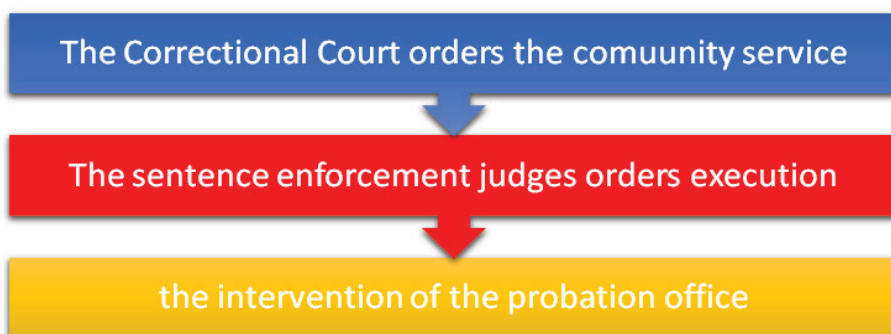 The Correctional Court orders the comuunity service
The sentence enforcement judges orders execution
the intervention of the probation office